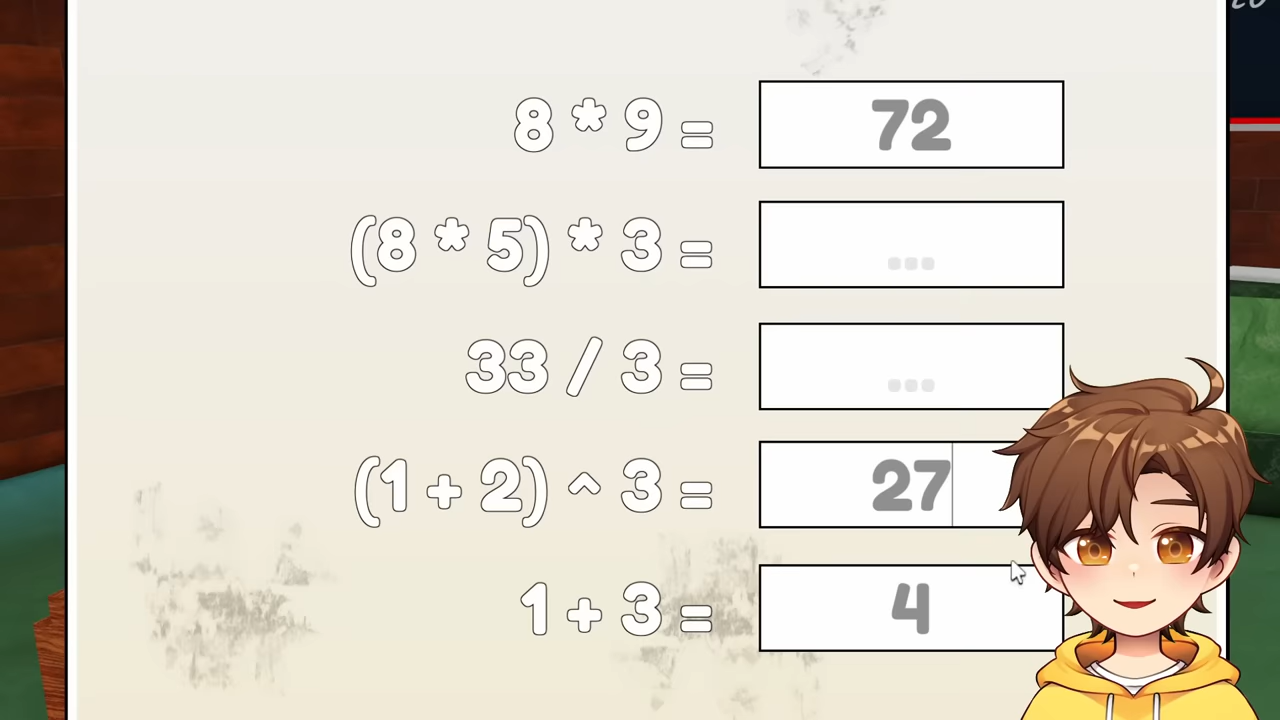 8 * 9 = 72
(8 * 5) * 3 = ...
33 / 3 = ...
(1 + 2) ^ 3 = 27
1 + 3 = 4